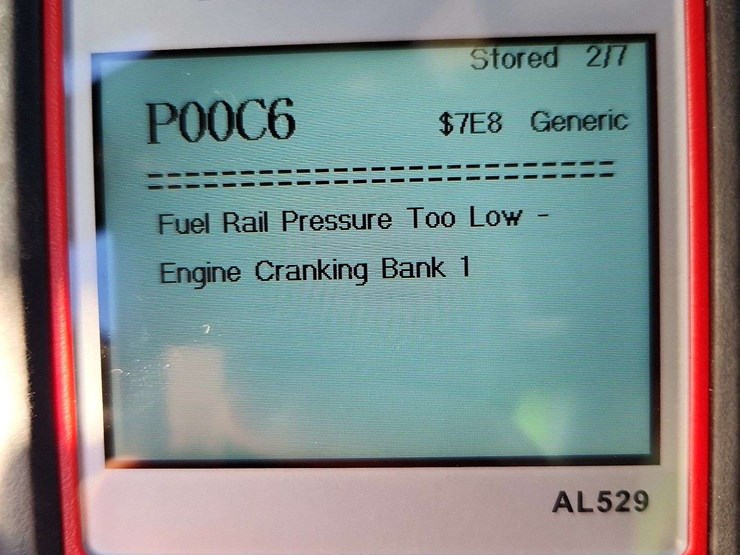 Stored 2/7
P00C6 $7E8 Generic
==============================
Fuel Rail Pressure Too Low -
Engine Cranking Bank 1
AL529